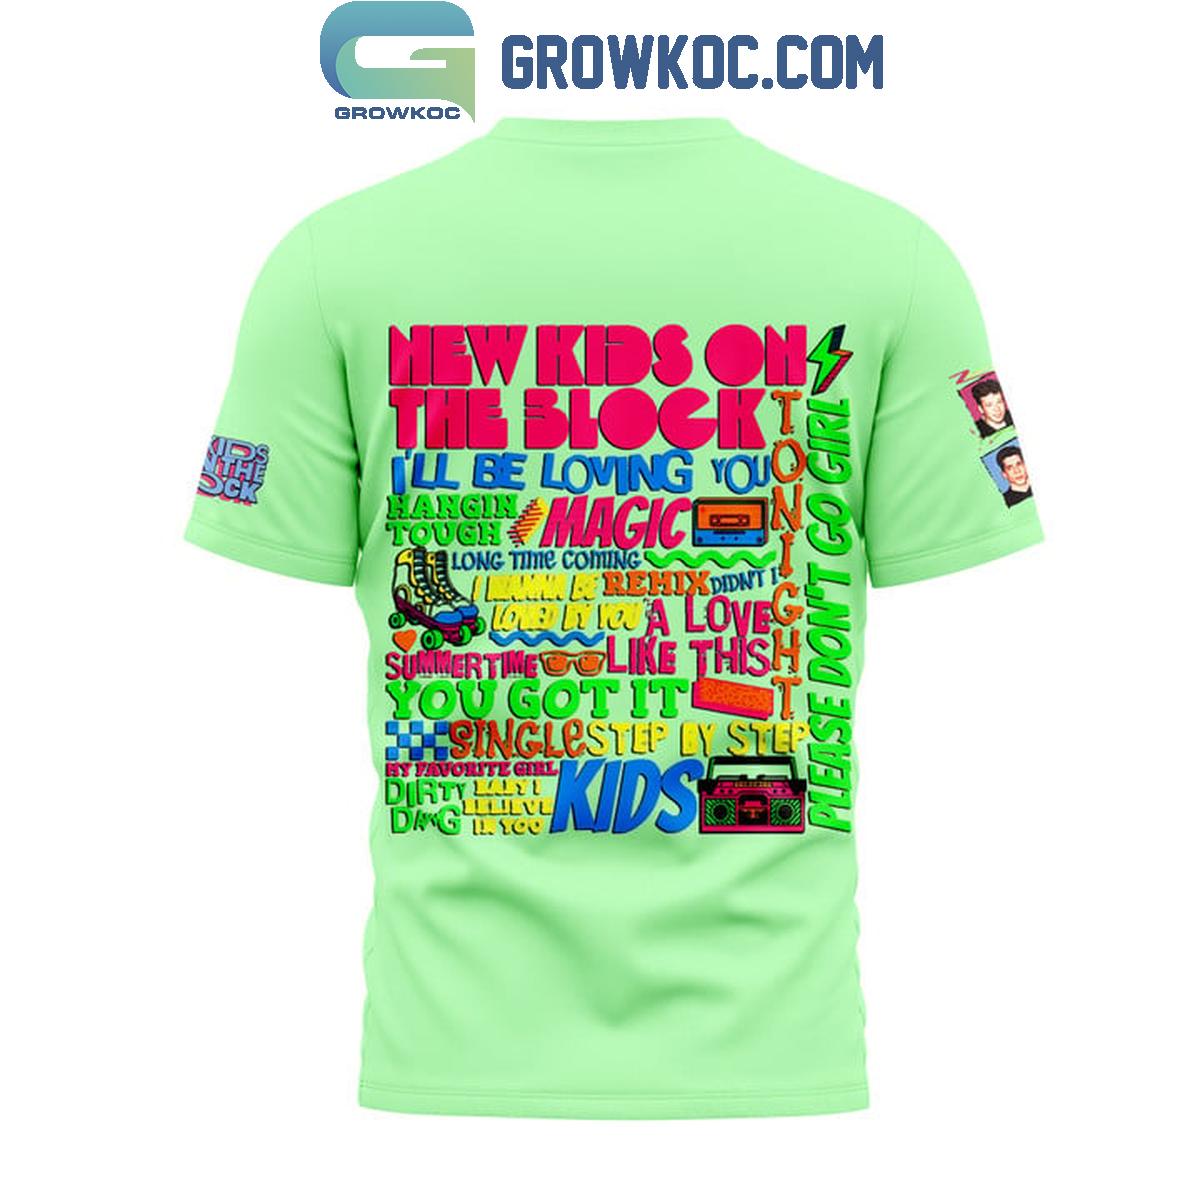 GROWKOC
GROWKOC.COM
NEW KIDS ON
THE BLOCK
I'LL BE LOVING YOU
TONIGHT
PLEASE DON'T GO GIRL
HANGIN
TOUGH
MAGIC
LONG TIME COMING
I WANNA BE
LOVED BY YOU
REMIX
DIDN'T I
A LOVE
LIKE THIS
SUMMERTIME
YOU GOT IT
SINGLE
STEP BY STEP
MY FAVORITE GIRL
DIRTY
DAWG
BABY I
BELIEVE
IN YOU
KIDS
KIDS
N THE
OCK